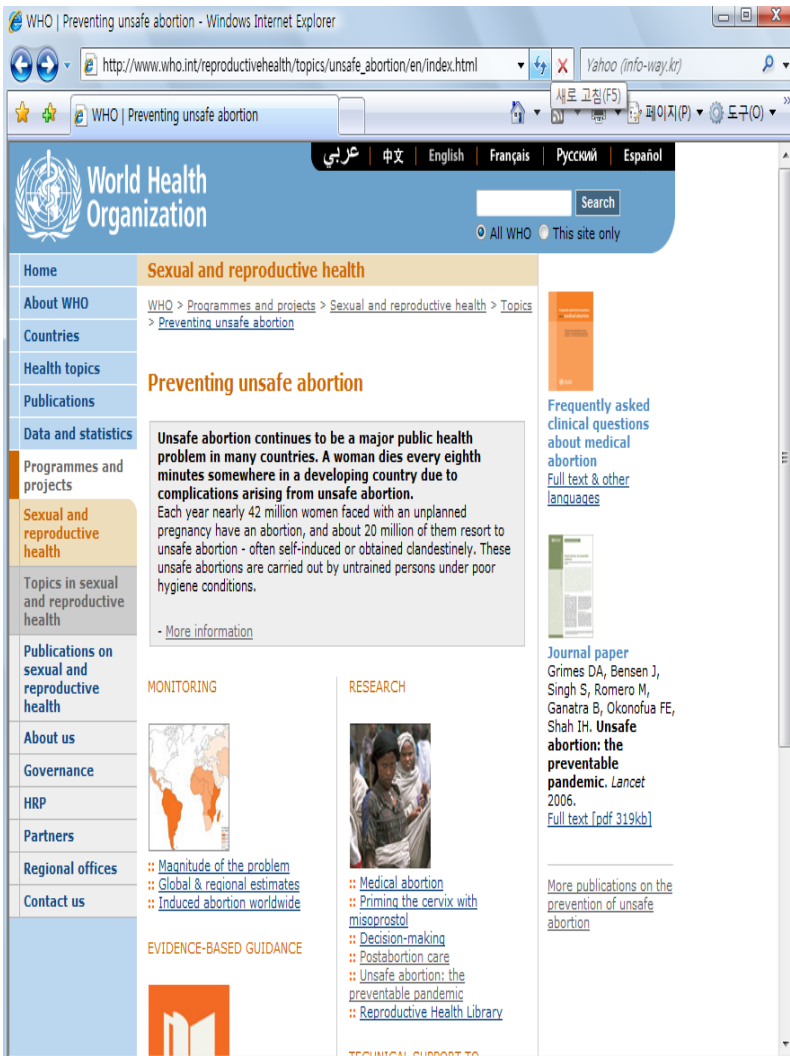 WHO | Preventing unsafe abortion - Windows Internet Explorer
http://www.who.int/reproductivehealth/topics/unsafe_abortion/en/index.html
Yahoo (info-way.kr)
새로 고침(F5)
WHO | Preventing unsafe abortion
페이지(P)
도구(O)
عربي | 中文 | English | Français | Русский | Español
World Health
Organization
Search
All WHO This site only
Home
About WHO
Countries
Health topics
Publications
Data and statistics
Programmes and
projects
Sexual and
reproductive
health
Topics in sexual
and reproductive
health
Publications on
sexual and
reproductive
health
About us
Governance
HRP
Partners
Regional offices
Contact us
Sexual and reproductive health
WHO > Programmes and projects > Sexual and reproductive health > Topics
> Preventing unsafe abortion
Preventing unsafe abortion
Unsafe abortion continues to be a major public health
problem in many countries. A woman dies every eighth
minutes somewhere in a developing country due to
complications arising from unsafe abortion.
Each year nearly 42 million women faced with an unplanned
pregnancy have an abortion, and about 20 million of them resort to
unsafe abortion - often self-induced or obtained clandestinely. These
unsafe abortions are carried out by untrained persons under poor
hygiene conditions.
- More information
MONITORING
:: Magnitude of the problem
:: Global & regional estimates
:: Induced abortion worldwide
EVIDENCE-BASED GUIDANCE
RESEARCH
:: Medical abortion
:: Priming the cervix with
misoprostol
:: Decision-making
:: Postabortion care
:: Unsafe abortion: the
preventable pandemic
:: Reproductive Health Library
TECHNICAL SUPPORT TO
Frequently asked
clinical questions
about medical
abortion
Full text & other
languages
Journal paper
Grimes DA, Bensen J,
Singh S, Romero M,
Ganatra B, Okonofua FE,
Shah IH. Unsafe
abortion: the
preventable
pandemic. Lancet
2006.
Full text [pdf 319kb]
More publications on the
prevention of unsafe
abortion